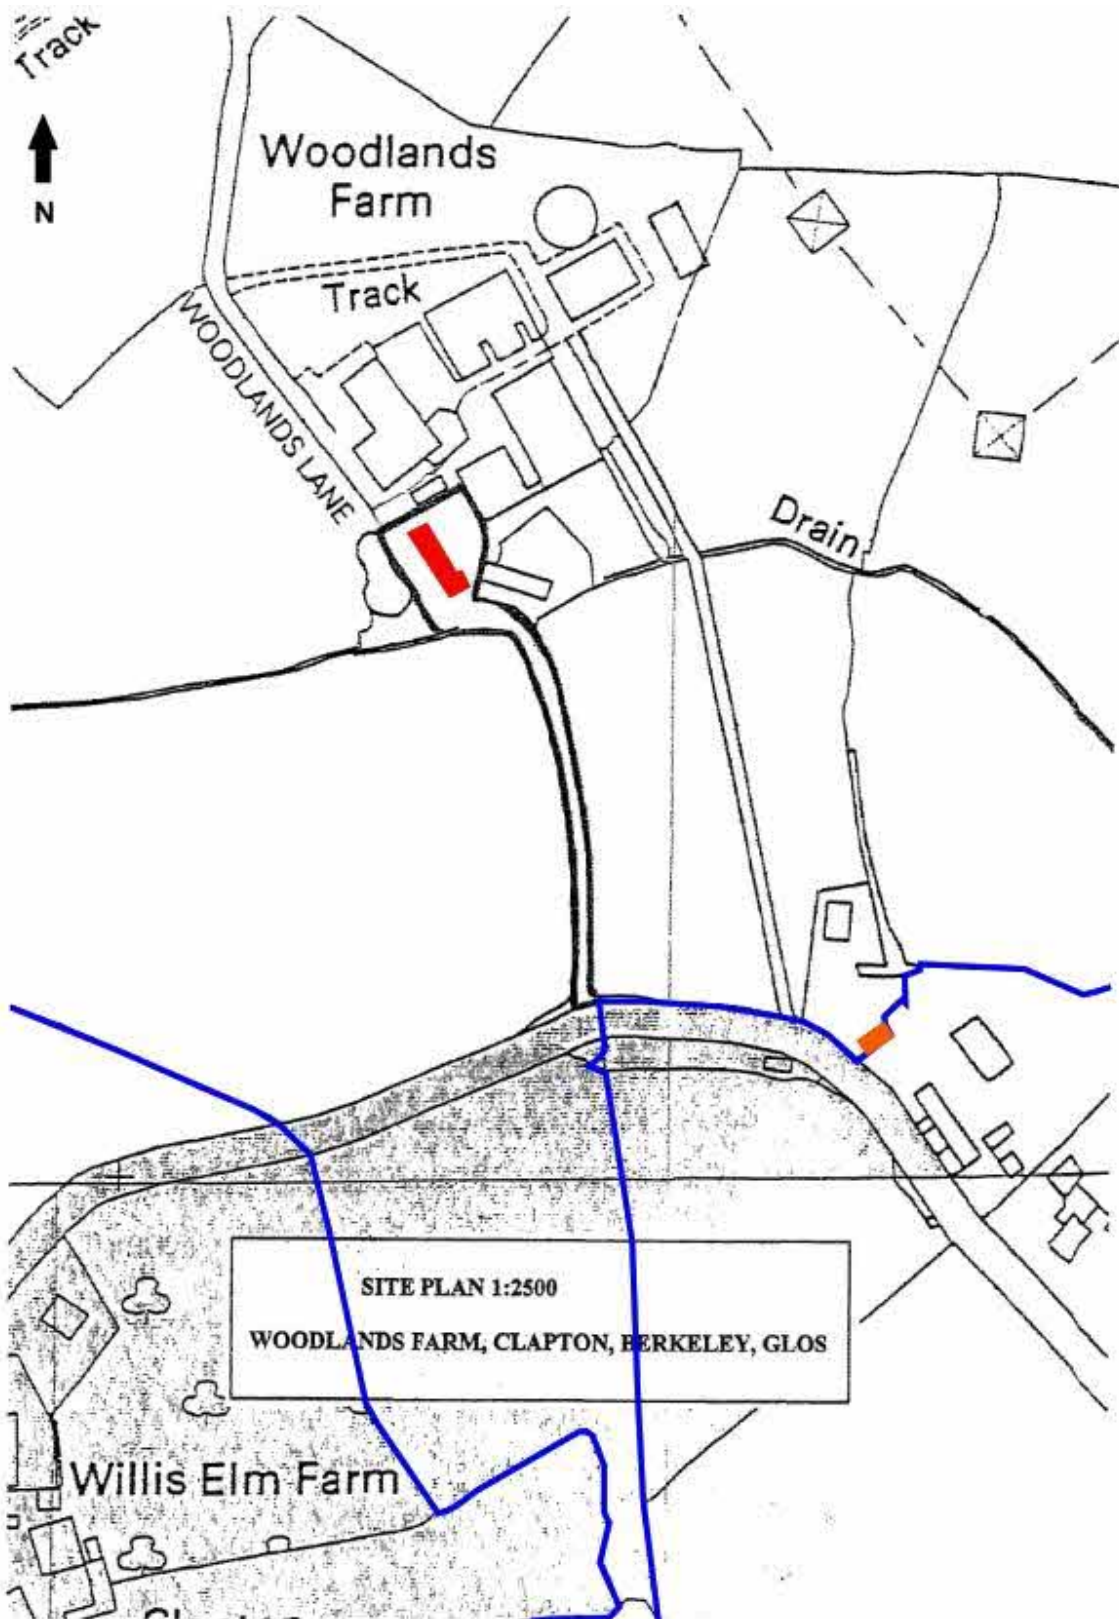 Track
N
Woodlands
Farm
Track
WOODLANDS LANE
Drain
SITE PLAN 1:2500
WOODLANDS FARM, CLAPTON, BERKELEY, GLOS
Willis Elm Farm